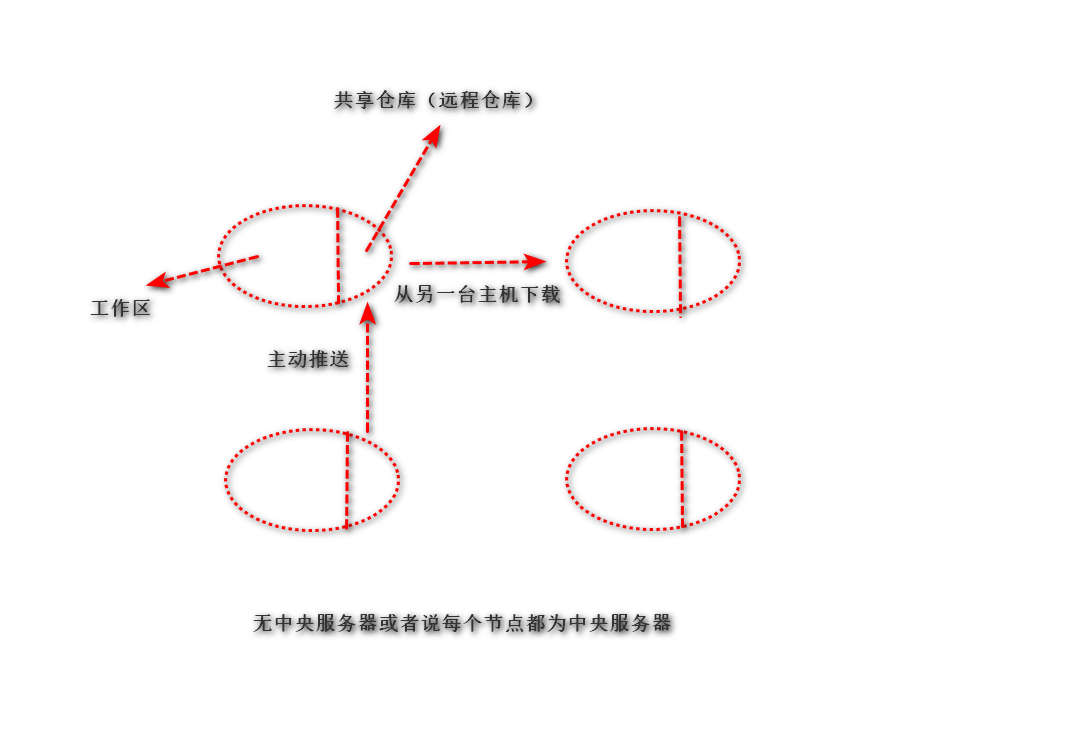 共享仓库（远程仓库）
从另一台主机下载
工作区
主动推送
无中央服务器或者说每个节点都为中央服务器